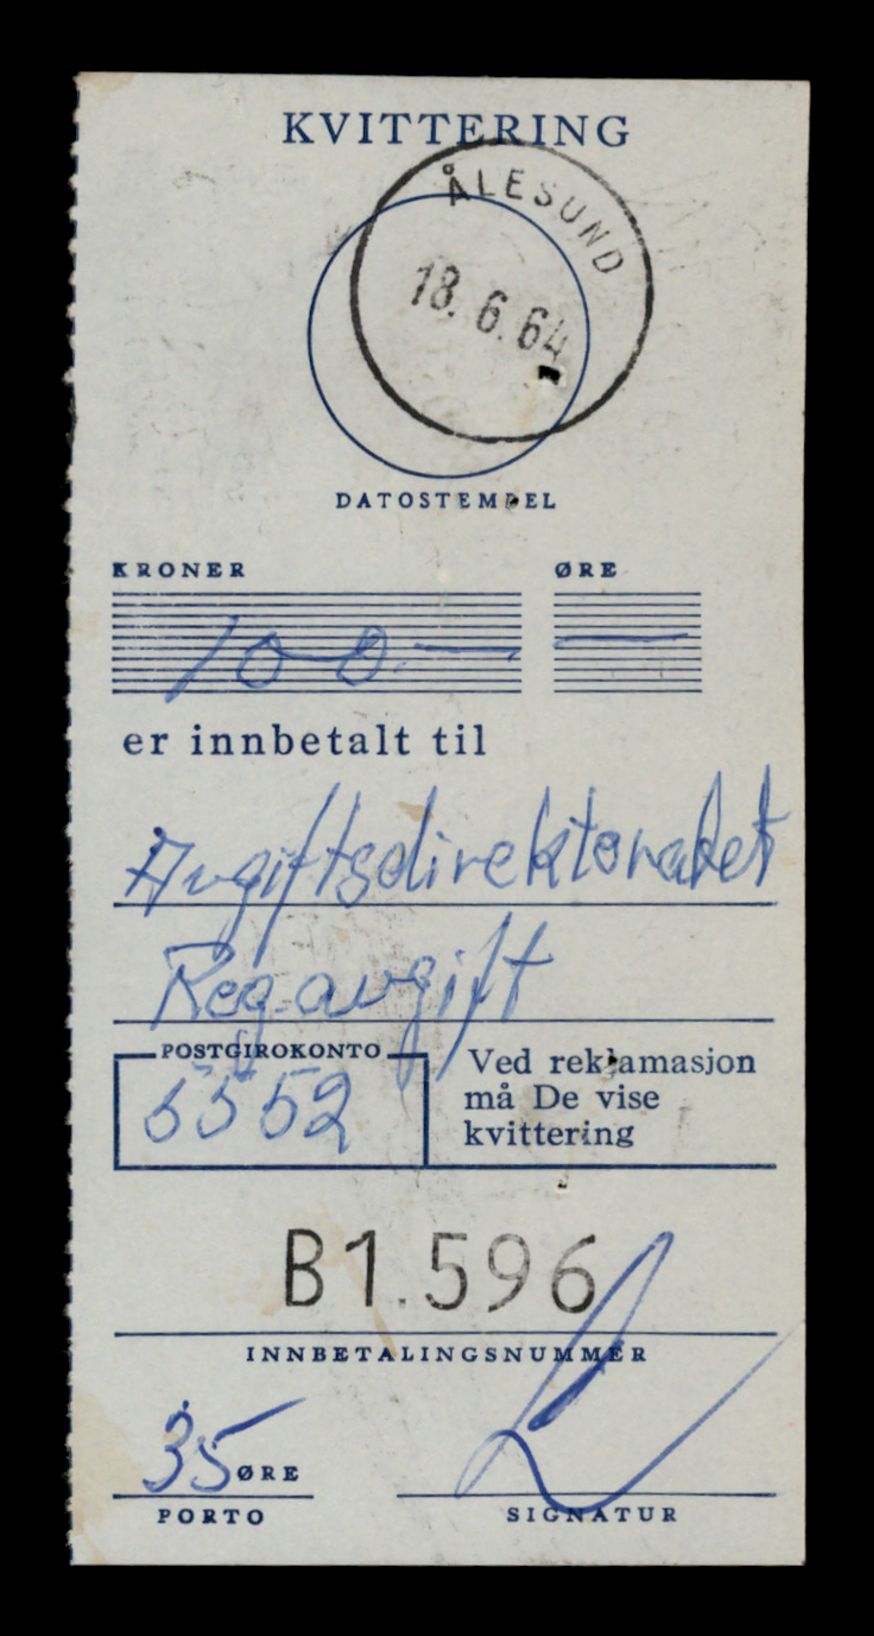 KVITTERING
ÅLESUND
18.6.64
DATOSTEMPEL
KRONER ØRE
100.— —
er innbetalt til
Avgiftsdirektoratet
Reg.avgift
POSTGIROKONTO
5552
Ved reklamasjon
må De vise
kvittering
B1.596
INNBETALINGSNUMMER
35 ØRE
PORTO
SIGNATUR